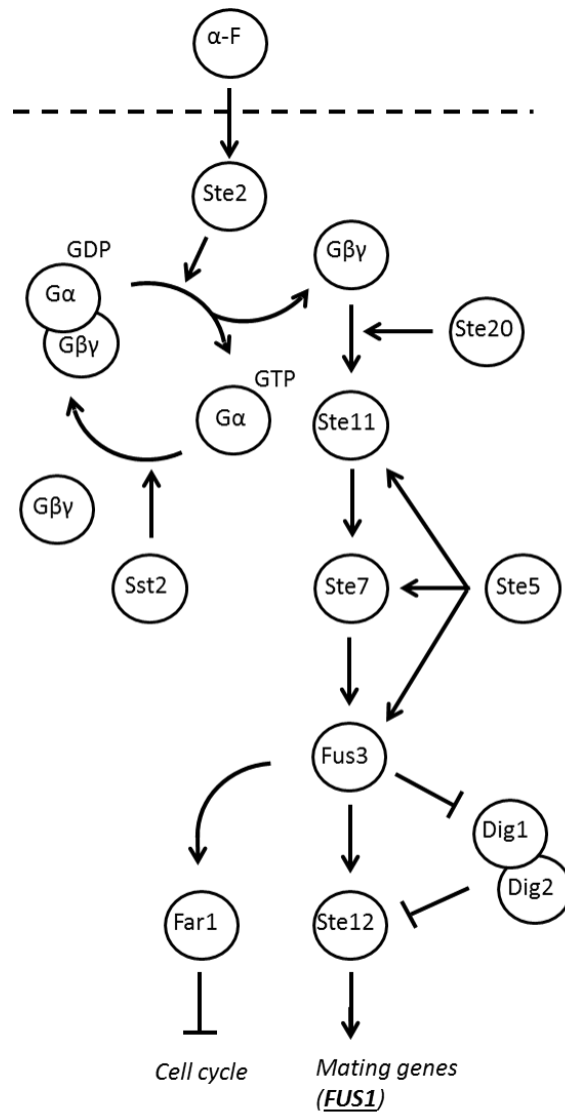 α-F
Ste2
GDP
Gα
Gβγ
Gβγ
Ste20
GTP
Gα
Ste11
Gβγ
Sst2
Ste7
Ste5
Fus3
Dig1
Dig2
Far1
Ste12
Cell cycle
Mating genes
(FUS1)